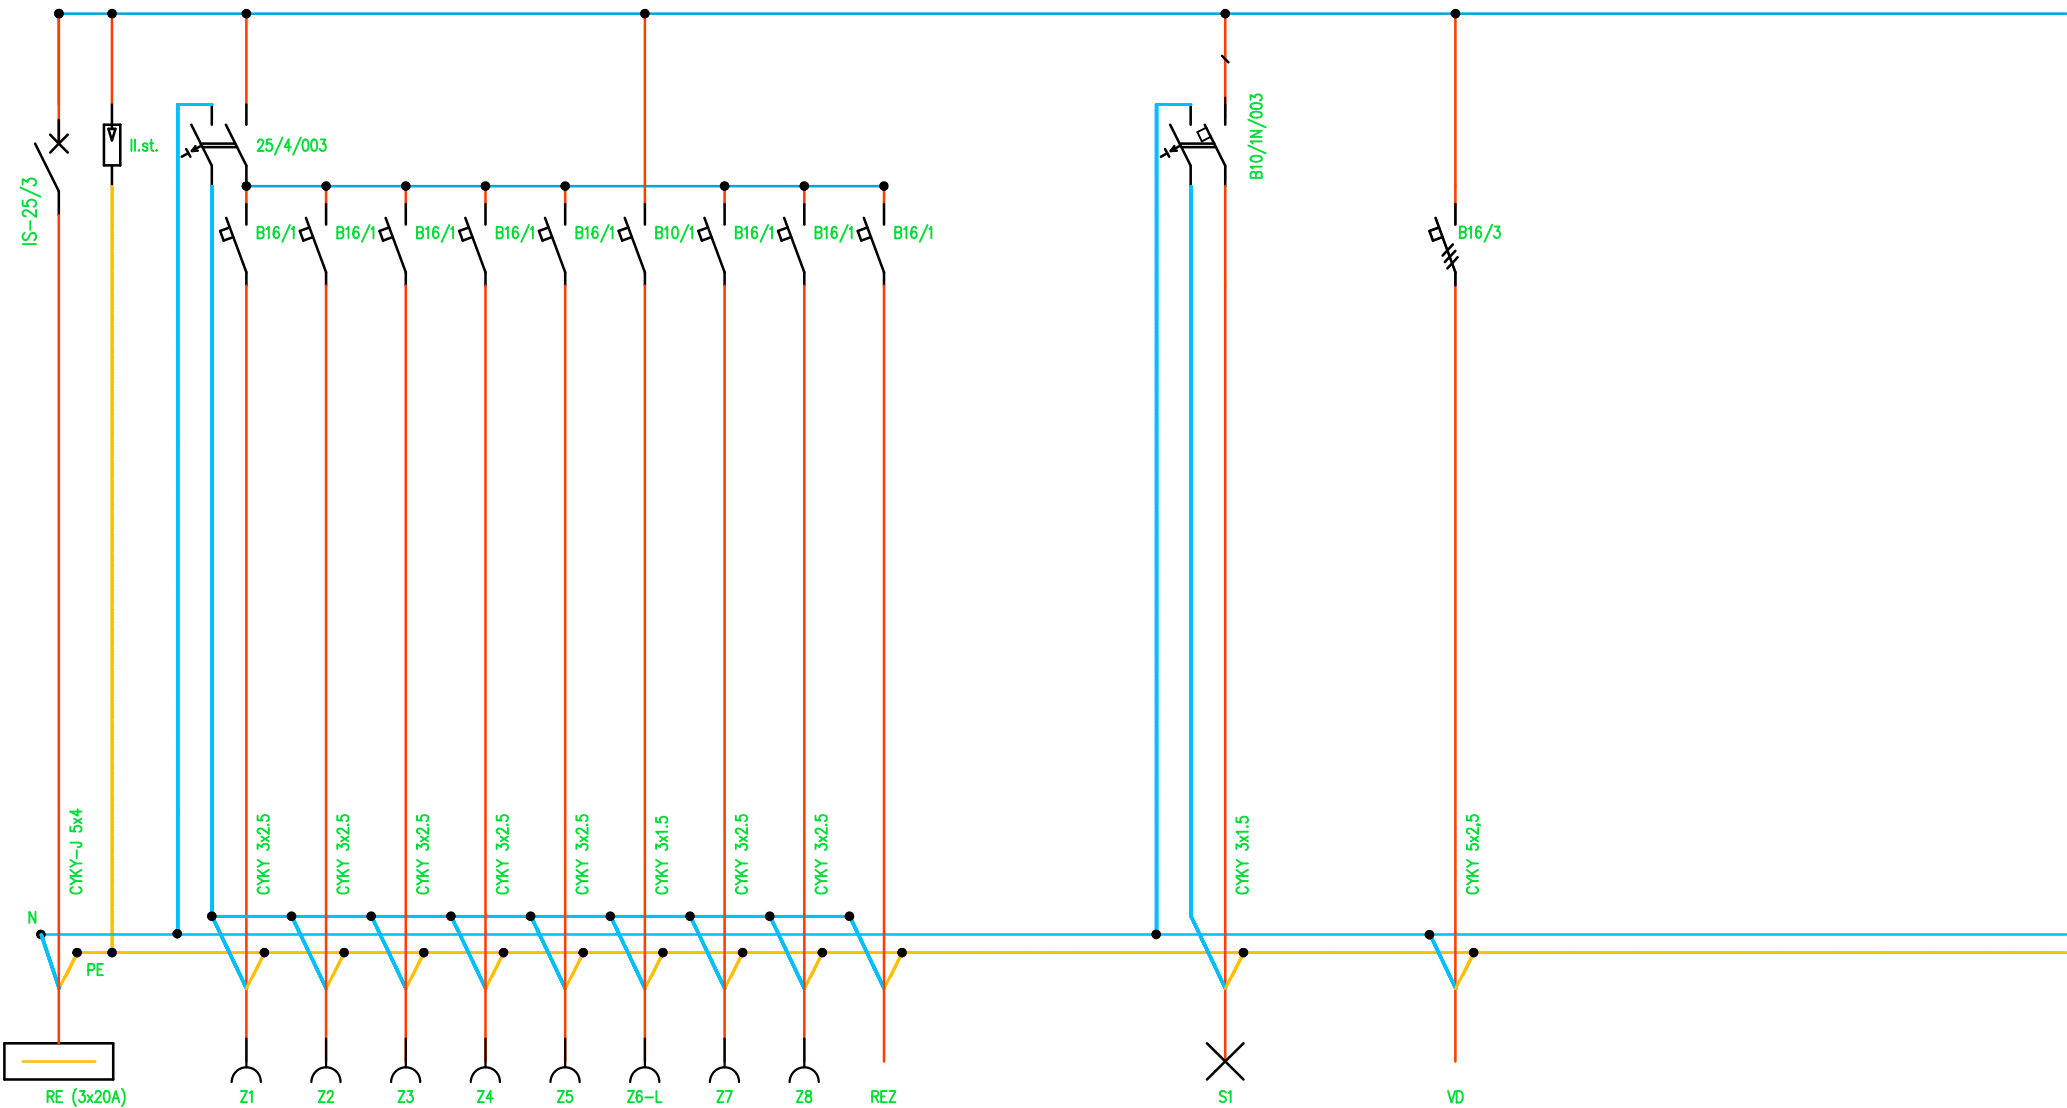 IS-25/3
II.st.
25/4/003
B10/1N/003
B16/1
B16/1
B16/1
B16/1
B16/1
B10/1
B16/1
B16/1
B16/1
B16/3
CYKY-J 5x4
CYKY 3x2.5
CYKY 3x2.5
CYKY 3x2.5
CYKY 3x2.5
CYKY 3x2.5
CYKY 3x1.5
CYKY 3x2.5
CYKY 3x2.5
CYKY 3x1.5
CYKY 5x2,5
N
PE
RE (3x20A)
Z1
Z2
Z3
Z4
Z5
Z6-L
Z7
Z8
REZ
S1
VD